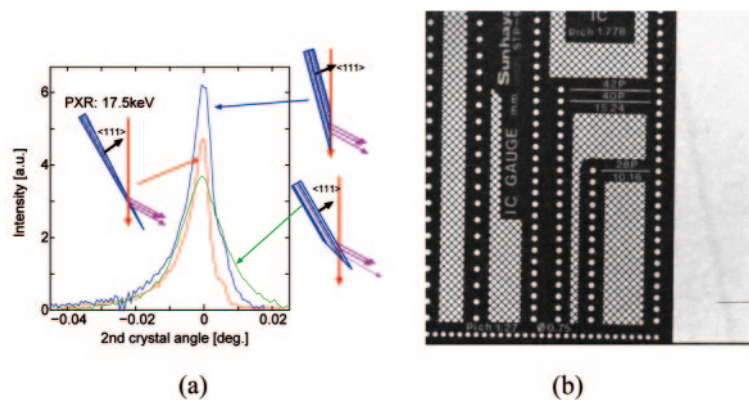 PXR: 17.5keV
<111>
<111>
<111>
Intensity [a.u.]
6
4
2
0
−0.04
−0.02
0
0.02
2nd crystal angle [deg.]
(a)
IC
Pich 1.778
Sunhaya
STP-
IC GAUGE m.m.
42P
40P
15.24
28P
10.16
Pich 1.27
Ø0.75
(b)